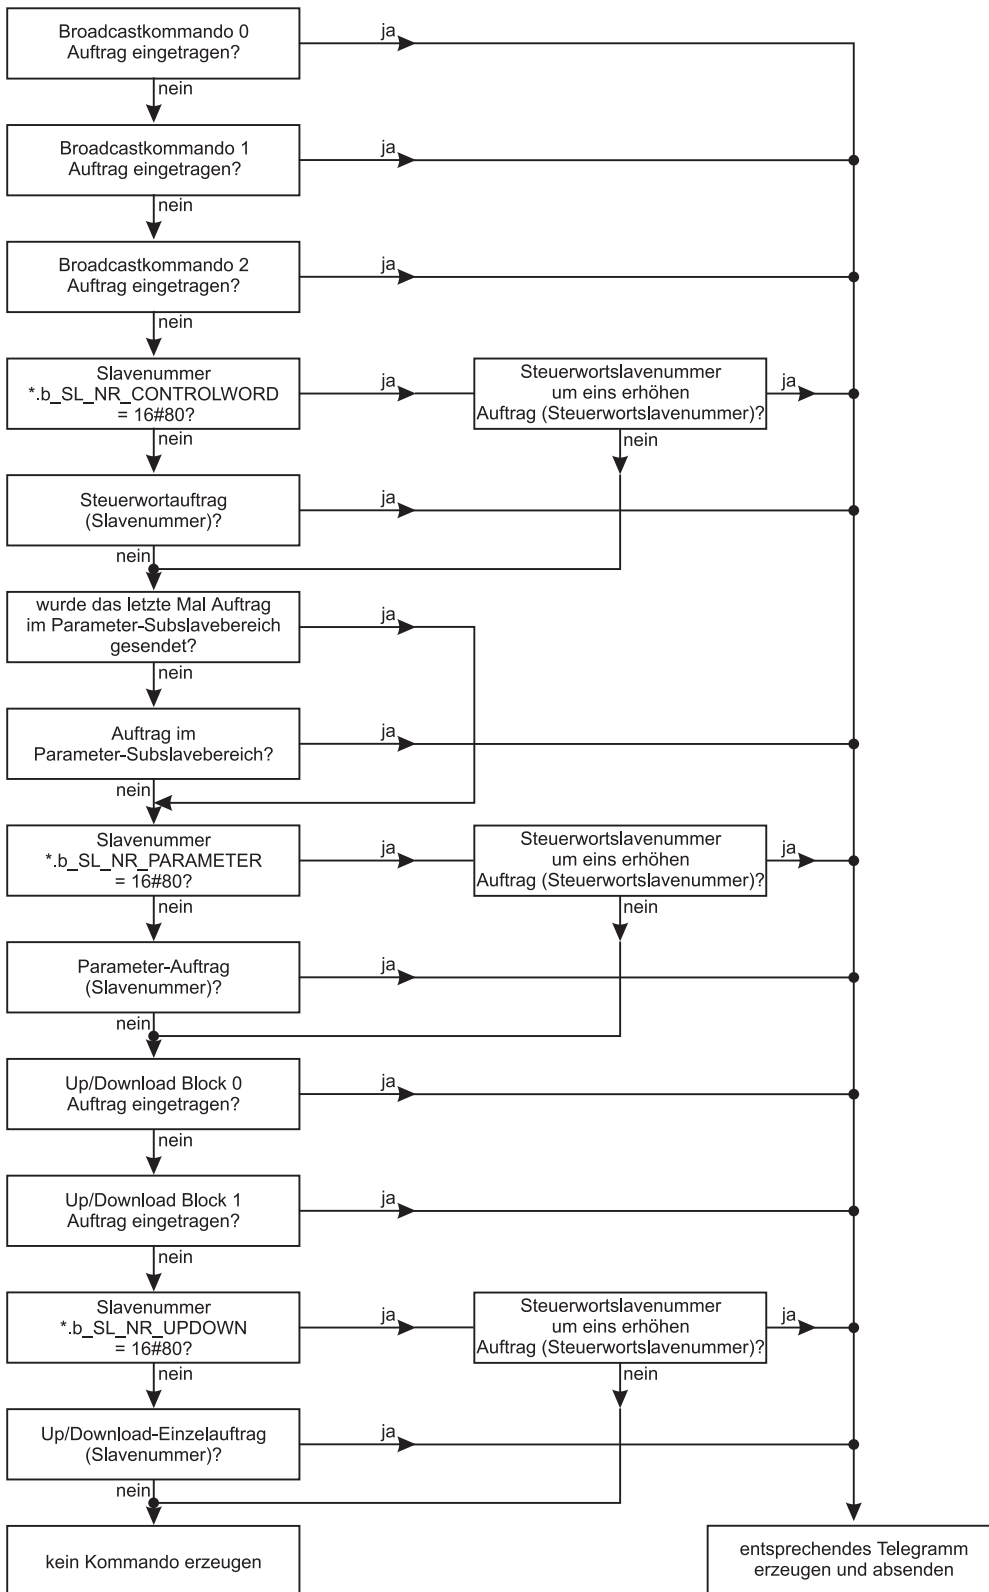 Broadcastkommando 0
Auftrag eingetragen?
ja
nein
Broadcastkommando 1
Auftrag eingetragen?
ja
nein
Broadcastkommando 2
Auftrag eingetragen?
ja
nein
Slavenummer
*.b_SL_NR_CONTROLWORD
= 16#80?
ja
Steuerwortslavenummer
um eins erhöhen
Auftrag (Steuerwortslavenummer)?
ja
nein
nein
Steuerwortauftrag
(Slavenummer)?
ja
nein
wurde das letzte Mal Auftrag
im Parameter-Subslavebereich
gesendet?
ja
nein
Auftrag im
Parameter-Subslavebereich?
ja
nein
Slavenummer
*.b_SL_NR_PARAMETER
= 16#80?
ja
Steuerwortslavenummer
um eins erhöhen
Auftrag (Steuerwortslavenummer)?
ja
nein
nein
Parameter-Auftrag
(Slavenummer)?
ja
nein
Up/Download Block 0
Auftrag eingetragen?
ja
nein
Up/Download Block 1
Auftrag eingetragen?
ja
nein
Slavenummer
*.b_SL_NR_UPDOWN
= 16#80?
ja
Steuerwortslavenummer
um eins erhöhen
Auftrag (Steuerwortslavenummer)?
ja
nein
nein
Up/Download-Einzelauftrag
(Slavenummer)?
ja
nein
kein Kommando erzeugen
entsprechendes Telegramm
erzeugen und absenden